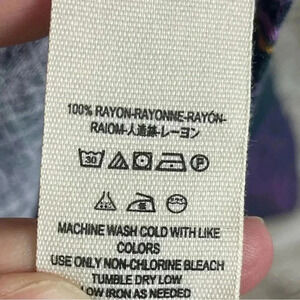 100% RAYON-RAYONNE-RAYÓN-
RAIOM-人造絲-レーヨン
30 P
MACHINE WASH COLD WITH LIKE
COLORS
USE ONLY NON-CHLORINE BLEACH
TUMBLE DRY LOW
LOW IRON AS NEEDED